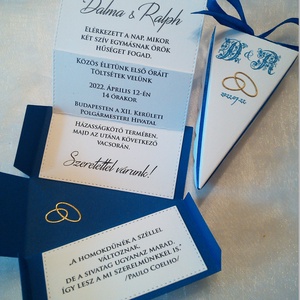 Dalma & Ralph
ELÉRKEZETT A NAP, MIKOR
KÉT SZÍV EGYMÁSNAK ÖRÖK
HŰSÉGET FOGAD.
KÖZÖS ÉLETÜNK ELSŐ ÓRÁIT
TÖLTSÉTEK VELÜNK
2022. ÁPRILIS 12-ÉN
14 ÓRAKOR
BUDAPESTEN A XII. KERÜLETI
POLGÁRMESTERI HIVATAL
HÁZASSÁGKÖTŐ TERMÉBEN,
MAJD AZ UTÁNA KÖVETKEZŐ
VACSORÁN.
Szeretettel várunk!
D & R
„A HOMOKDŰNÉK A SZÉLLEL
VÁLTOZNAK,
DE A SIVATAG UGYANAZ MARAD.
ÍGY LESZ A MI SZERELMÜNKKEL IS."
/PAULO COELHO/